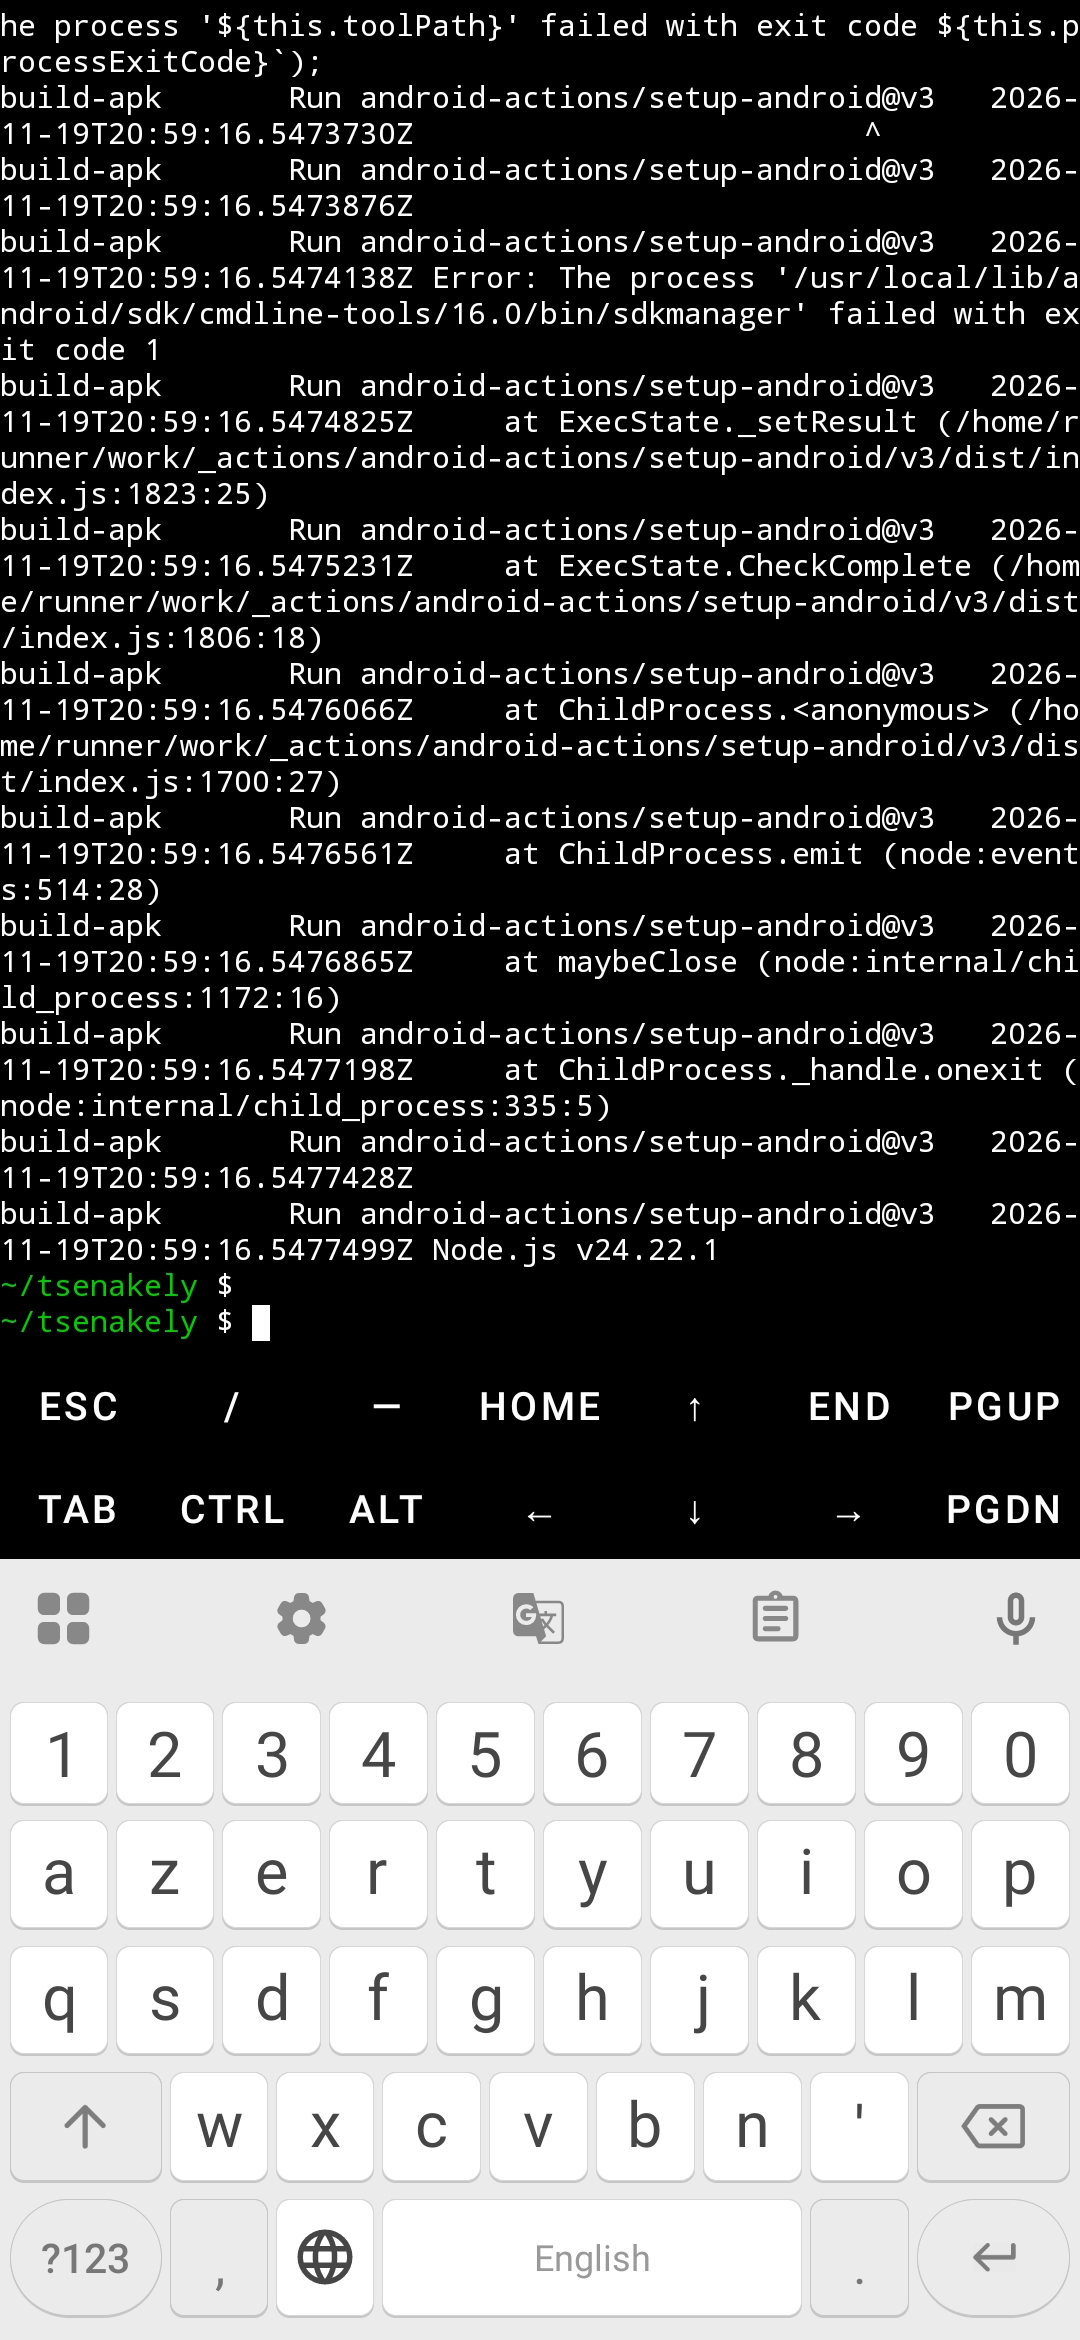 he process '${this.toolPath}' failed with exit code ${this.p
rocessExitCode}`);
build-apk       Run android-actions/setup-android@v3   2026-
11-19T20:59:16.5473730Z                         ^
build-apk       Run android-actions/setup-android@v3   2026-
11-19T20:59:16.5473876Z
build-apk       Run android-actions/setup-android@v3   2026-
11-19T20:59:16.5474138Z Error: The process '/usr/local/lib/a
ndroid/sdk/cmdline-tools/16.0/bin/sdkmanager' failed with ex
it code 1
build-apk       Run android-actions/setup-android@v3   2026-
11-19T20:59:16.5474825Z     at ExecState._setResult (/home/r
unner/work/_actions/android-actions/setup-android/v3/dist/in
dex.js:1823:25)
build-apk       Run android-actions/setup-android@v3   2026-
11-19T20:59:16.5475231Z     at ExecState.CheckComplete (/hom
e/runner/work/_actions/android-actions/setup-android/v3/dist
/index.js:1806:18)
build-apk       Run android-actions/setup-android@v3   2026-
11-19T20:59:16.5476066Z     at ChildProcess.<anonymous> (/ho
me/runner/work/_actions/android-actions/setup-android/v3/dis
t/index.js:1700:27)
build-apk       Run android-actions/setup-android@v3   2026-
11-19T20:59:16.5476561Z     at ChildProcess.emit (node:event
s:514:28)
build-apk       Run android-actions/setup-android@v3   2026-
11-19T20:59:16.5476865Z     at maybeClose (node:internal/chi
ld_process:1172:16)
build-apk       Run android-actions/setup-android@v3   2026-
11-19T20:59:16.5477198Z     at ChildProcess._handle.onexit (
node:internal/child_process:335:5)
build-apk       Run android-actions/setup-android@v3   2026-
11-19T20:59:16.5477428Z
build-apk       Run android-actions/setup-android@v3   2026-
11-19T20:59:16.5477499Z Node.js v24.22.1
~/tsenakely $
~/tsenakely $
ESC / — HOME ↑ END PGUP
TAB CTRL ALT ← ↓ → PGDN
1 2 3 4 5 6 7 8 9 0
a z e r t y u i o p
q s d f g h j k l m
w x c v b n '
?123 , English .